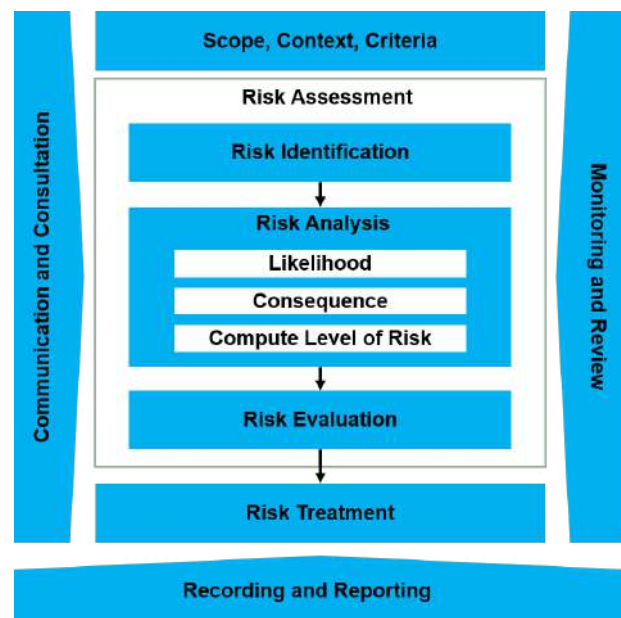 Scope, Context, Criteria
Risk Assessment
Risk Identification
Risk Analysis
Likelihood
Consequence
Compute Level of Risk
Risk Evaluation
Risk Treatment
Communication and Consultation
Monitoring and Review
Recording and Reporting